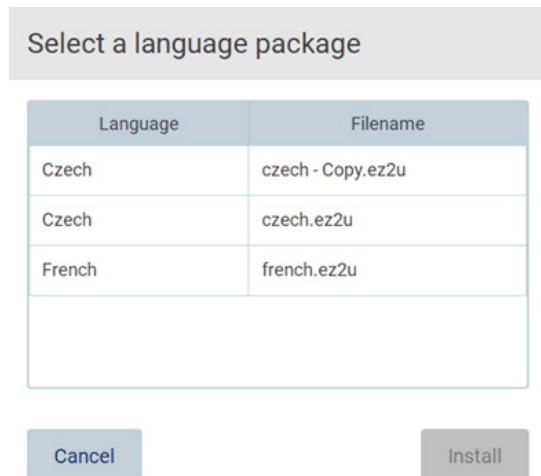 Select a language package
Language Filename
Czech czech - Copy.ez2u
Czech czech.ez2u
French french.ez2u
Cancel Install